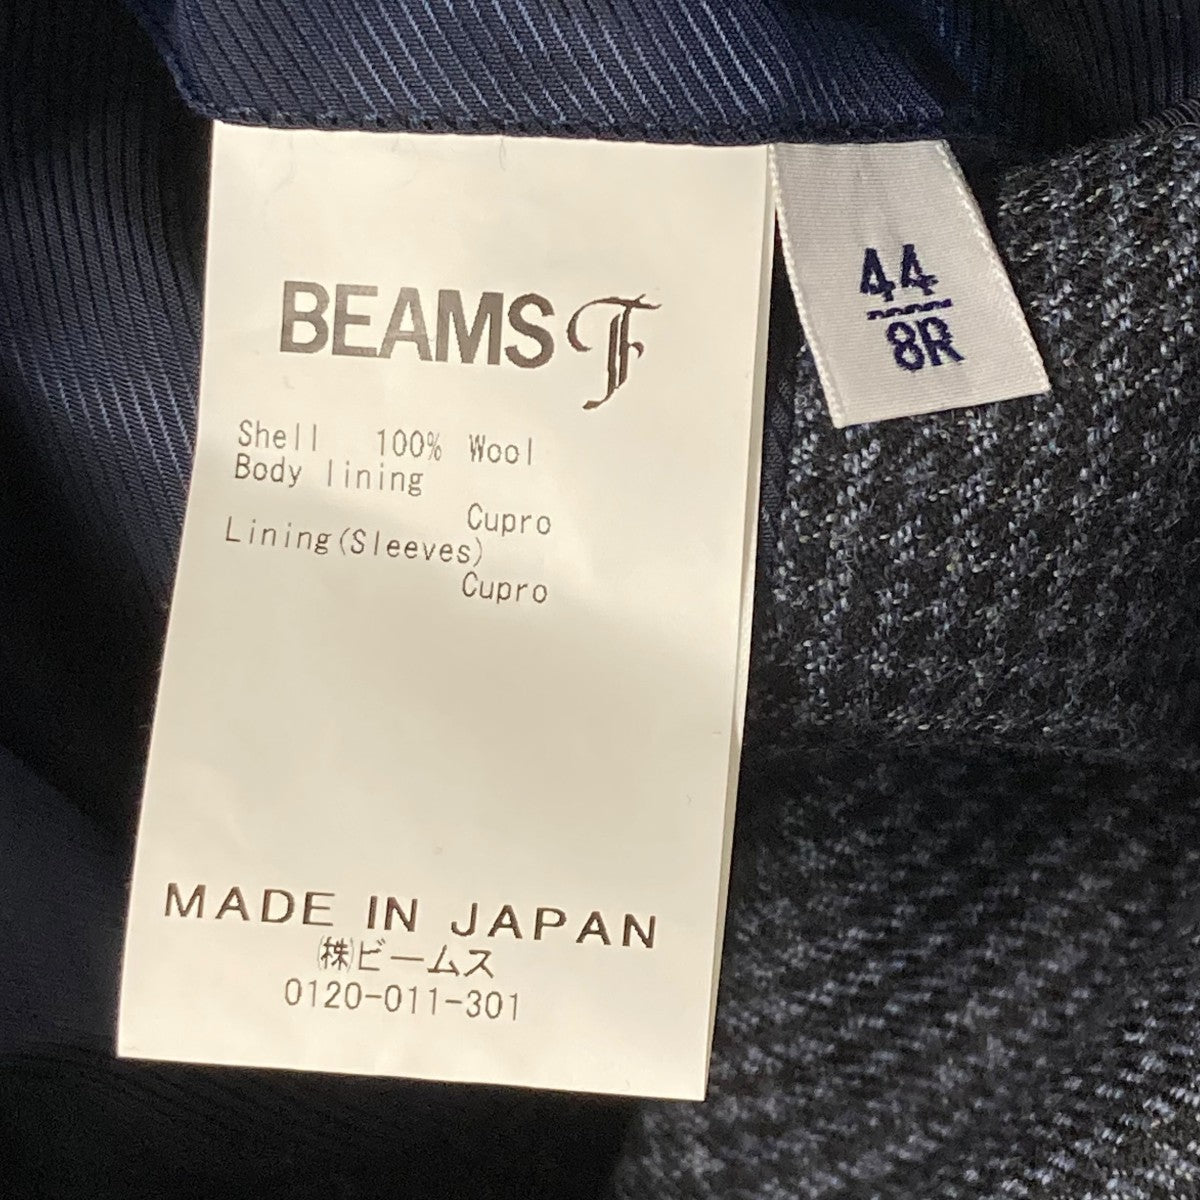 BEAMS F
Shell 100% Wool
Body lining
Cupro
Lining(Sleeves)
Cupro
MADE IN JAPAN
㈱ビームス
0120-011-301
44
8R